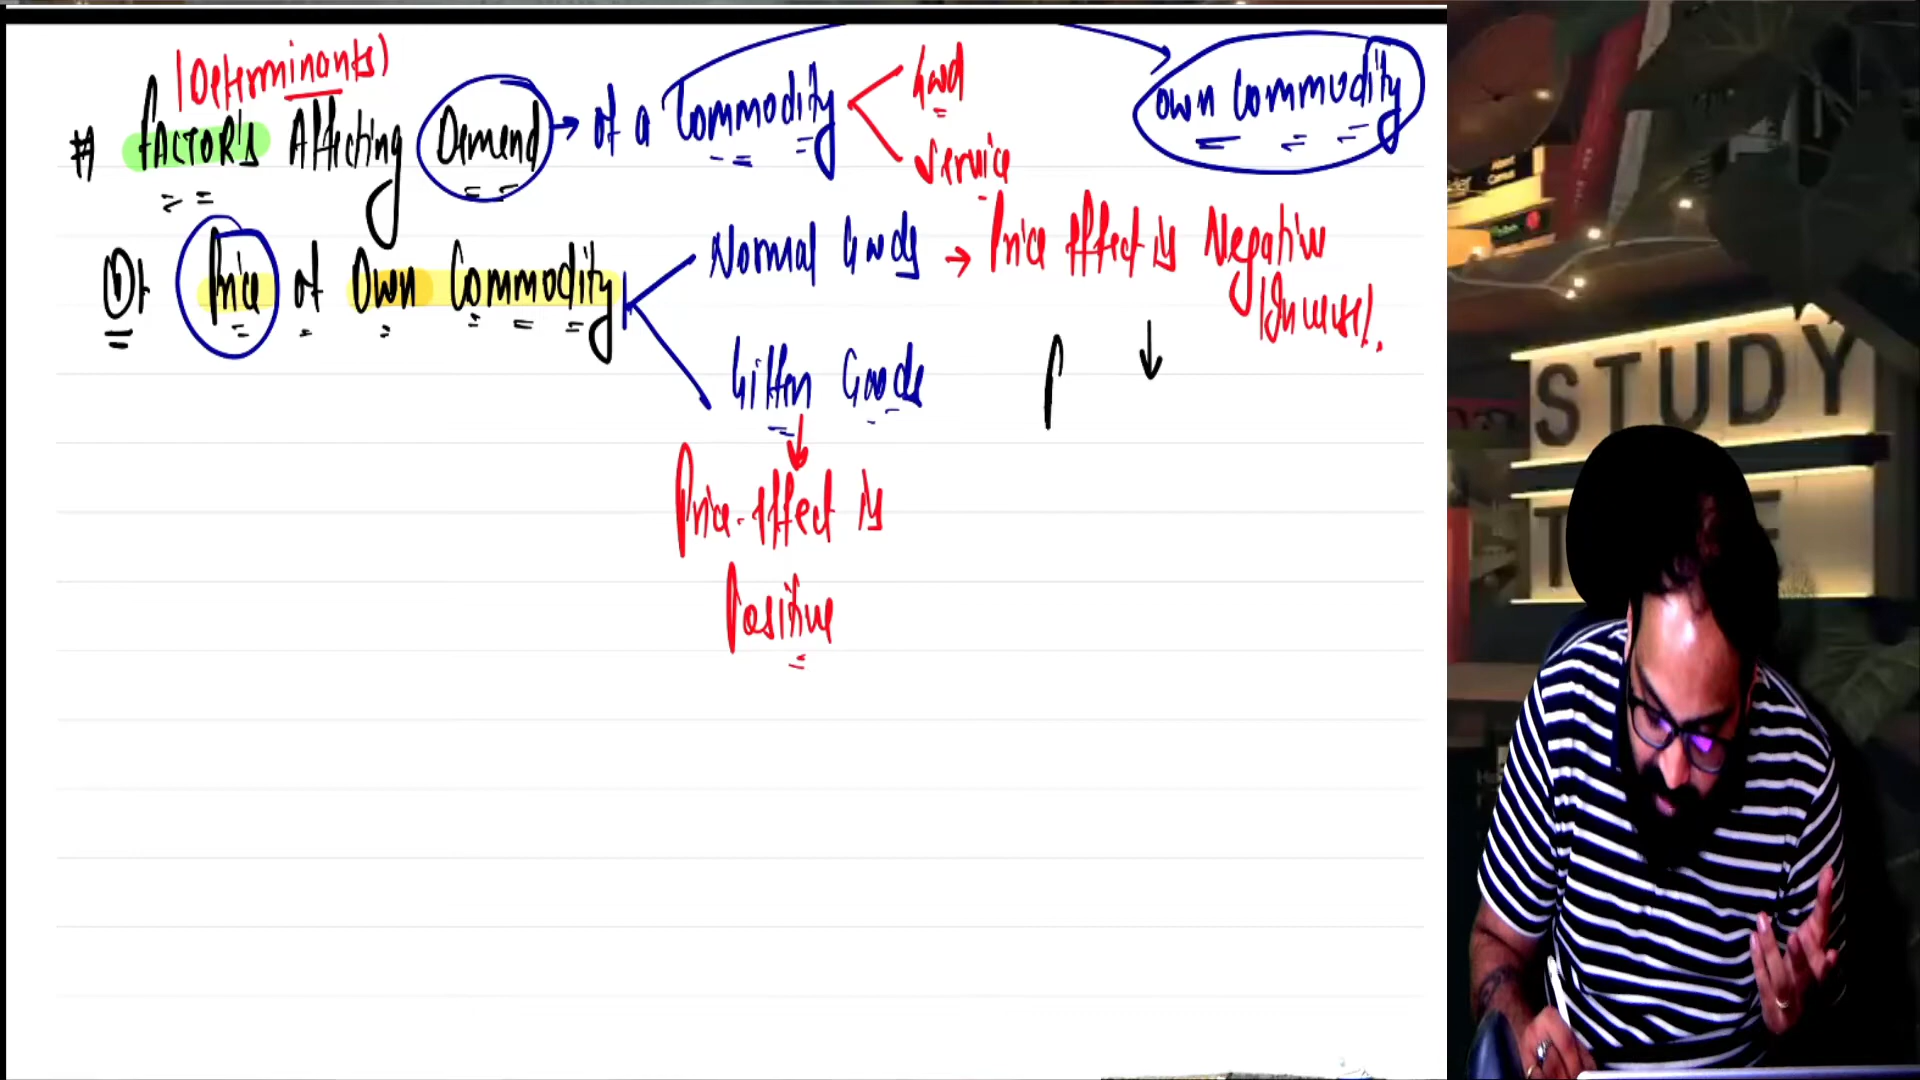 (Determinants)
# FACTOR'S Affecting Demand → of a Commodity
Good
Service
own Commodity
① Price of Own Commodity
Normal Goods → Price effect is Negative
(Inverse).
Giffen Goods
↓
Price-effect is
Positive
STUDY